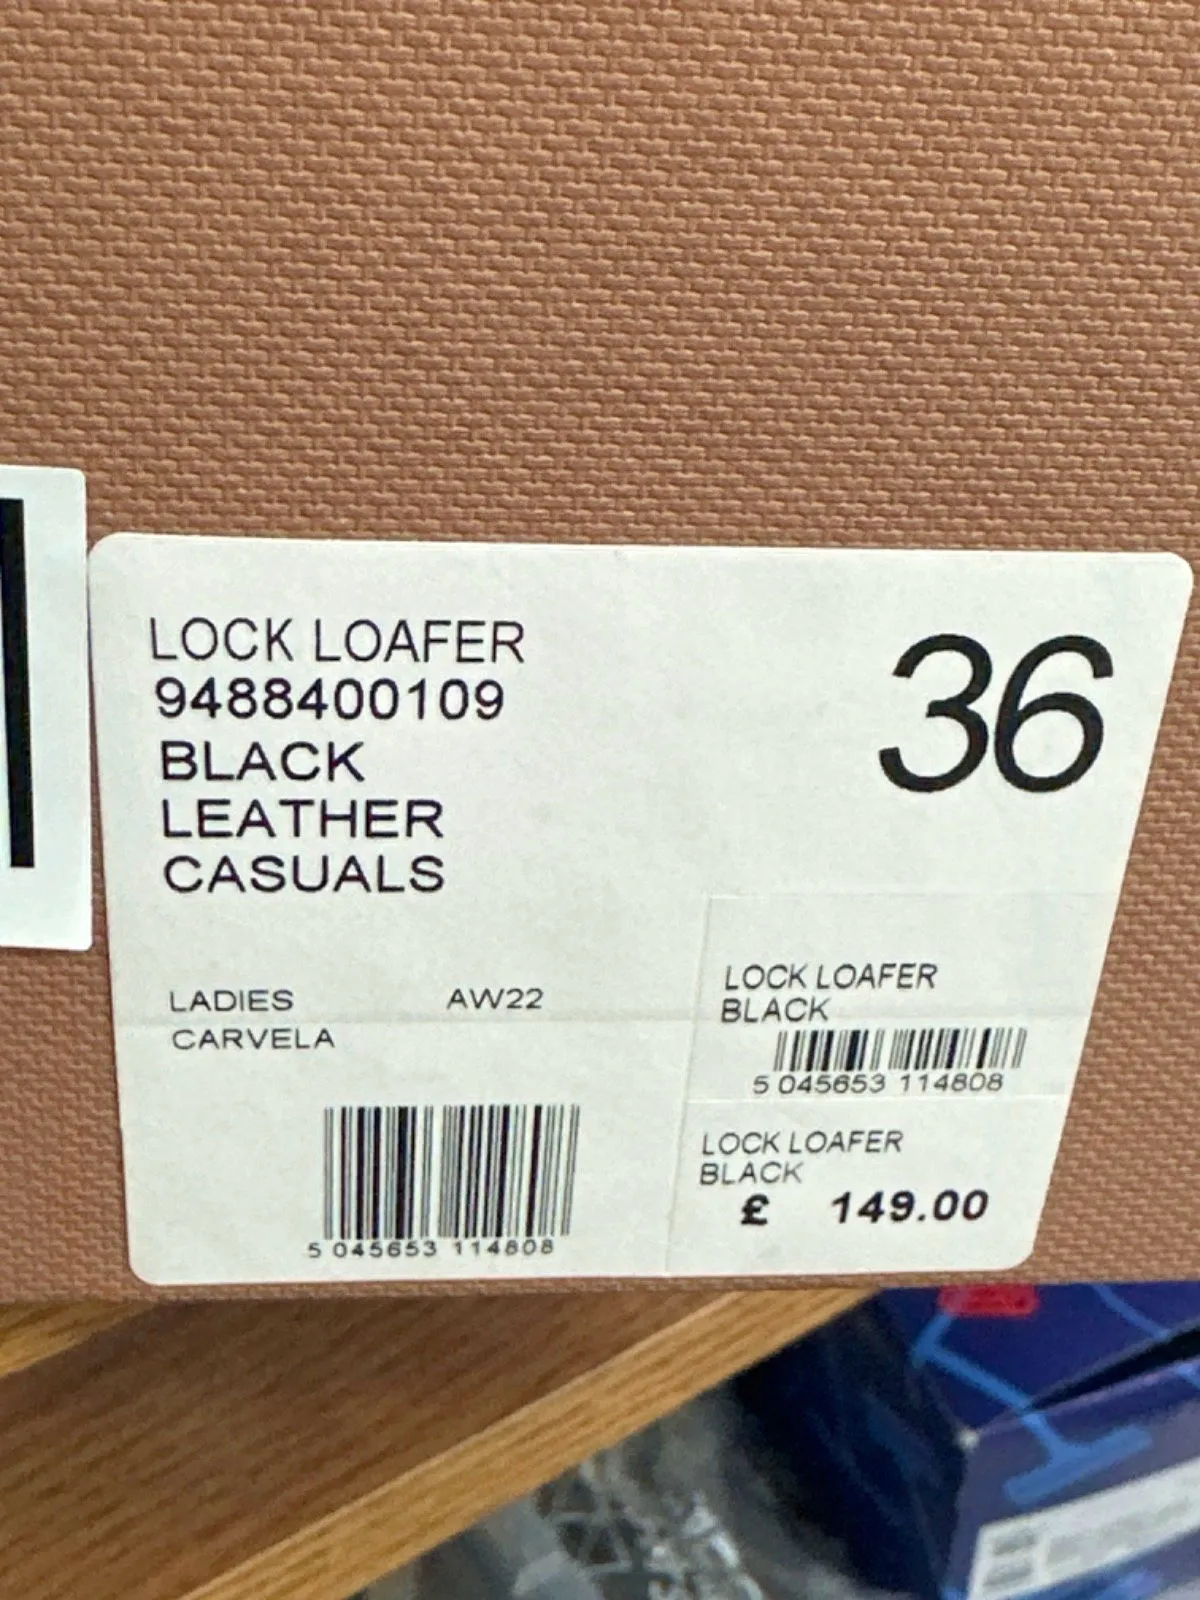 LOCK LOAFER
9488400109
BLACK
LEATHER
CASUALS
36
LADIES AW22
CARVELA
5 045653 114808
LOCK LOAFER
BLACK
5 045653 114808
LOCK LOAFER
BLACK
£ 149.00